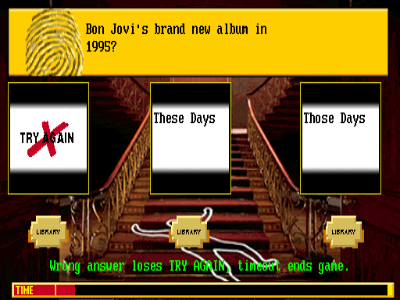 Bon Jovi's brand new album in
1995?
TRY AGAIN
These Days
Those Days
LIBRARY
LIBRARY
LIBRARY
Wrong answer loses TRY AGAIN, timeout ends game.
TIME